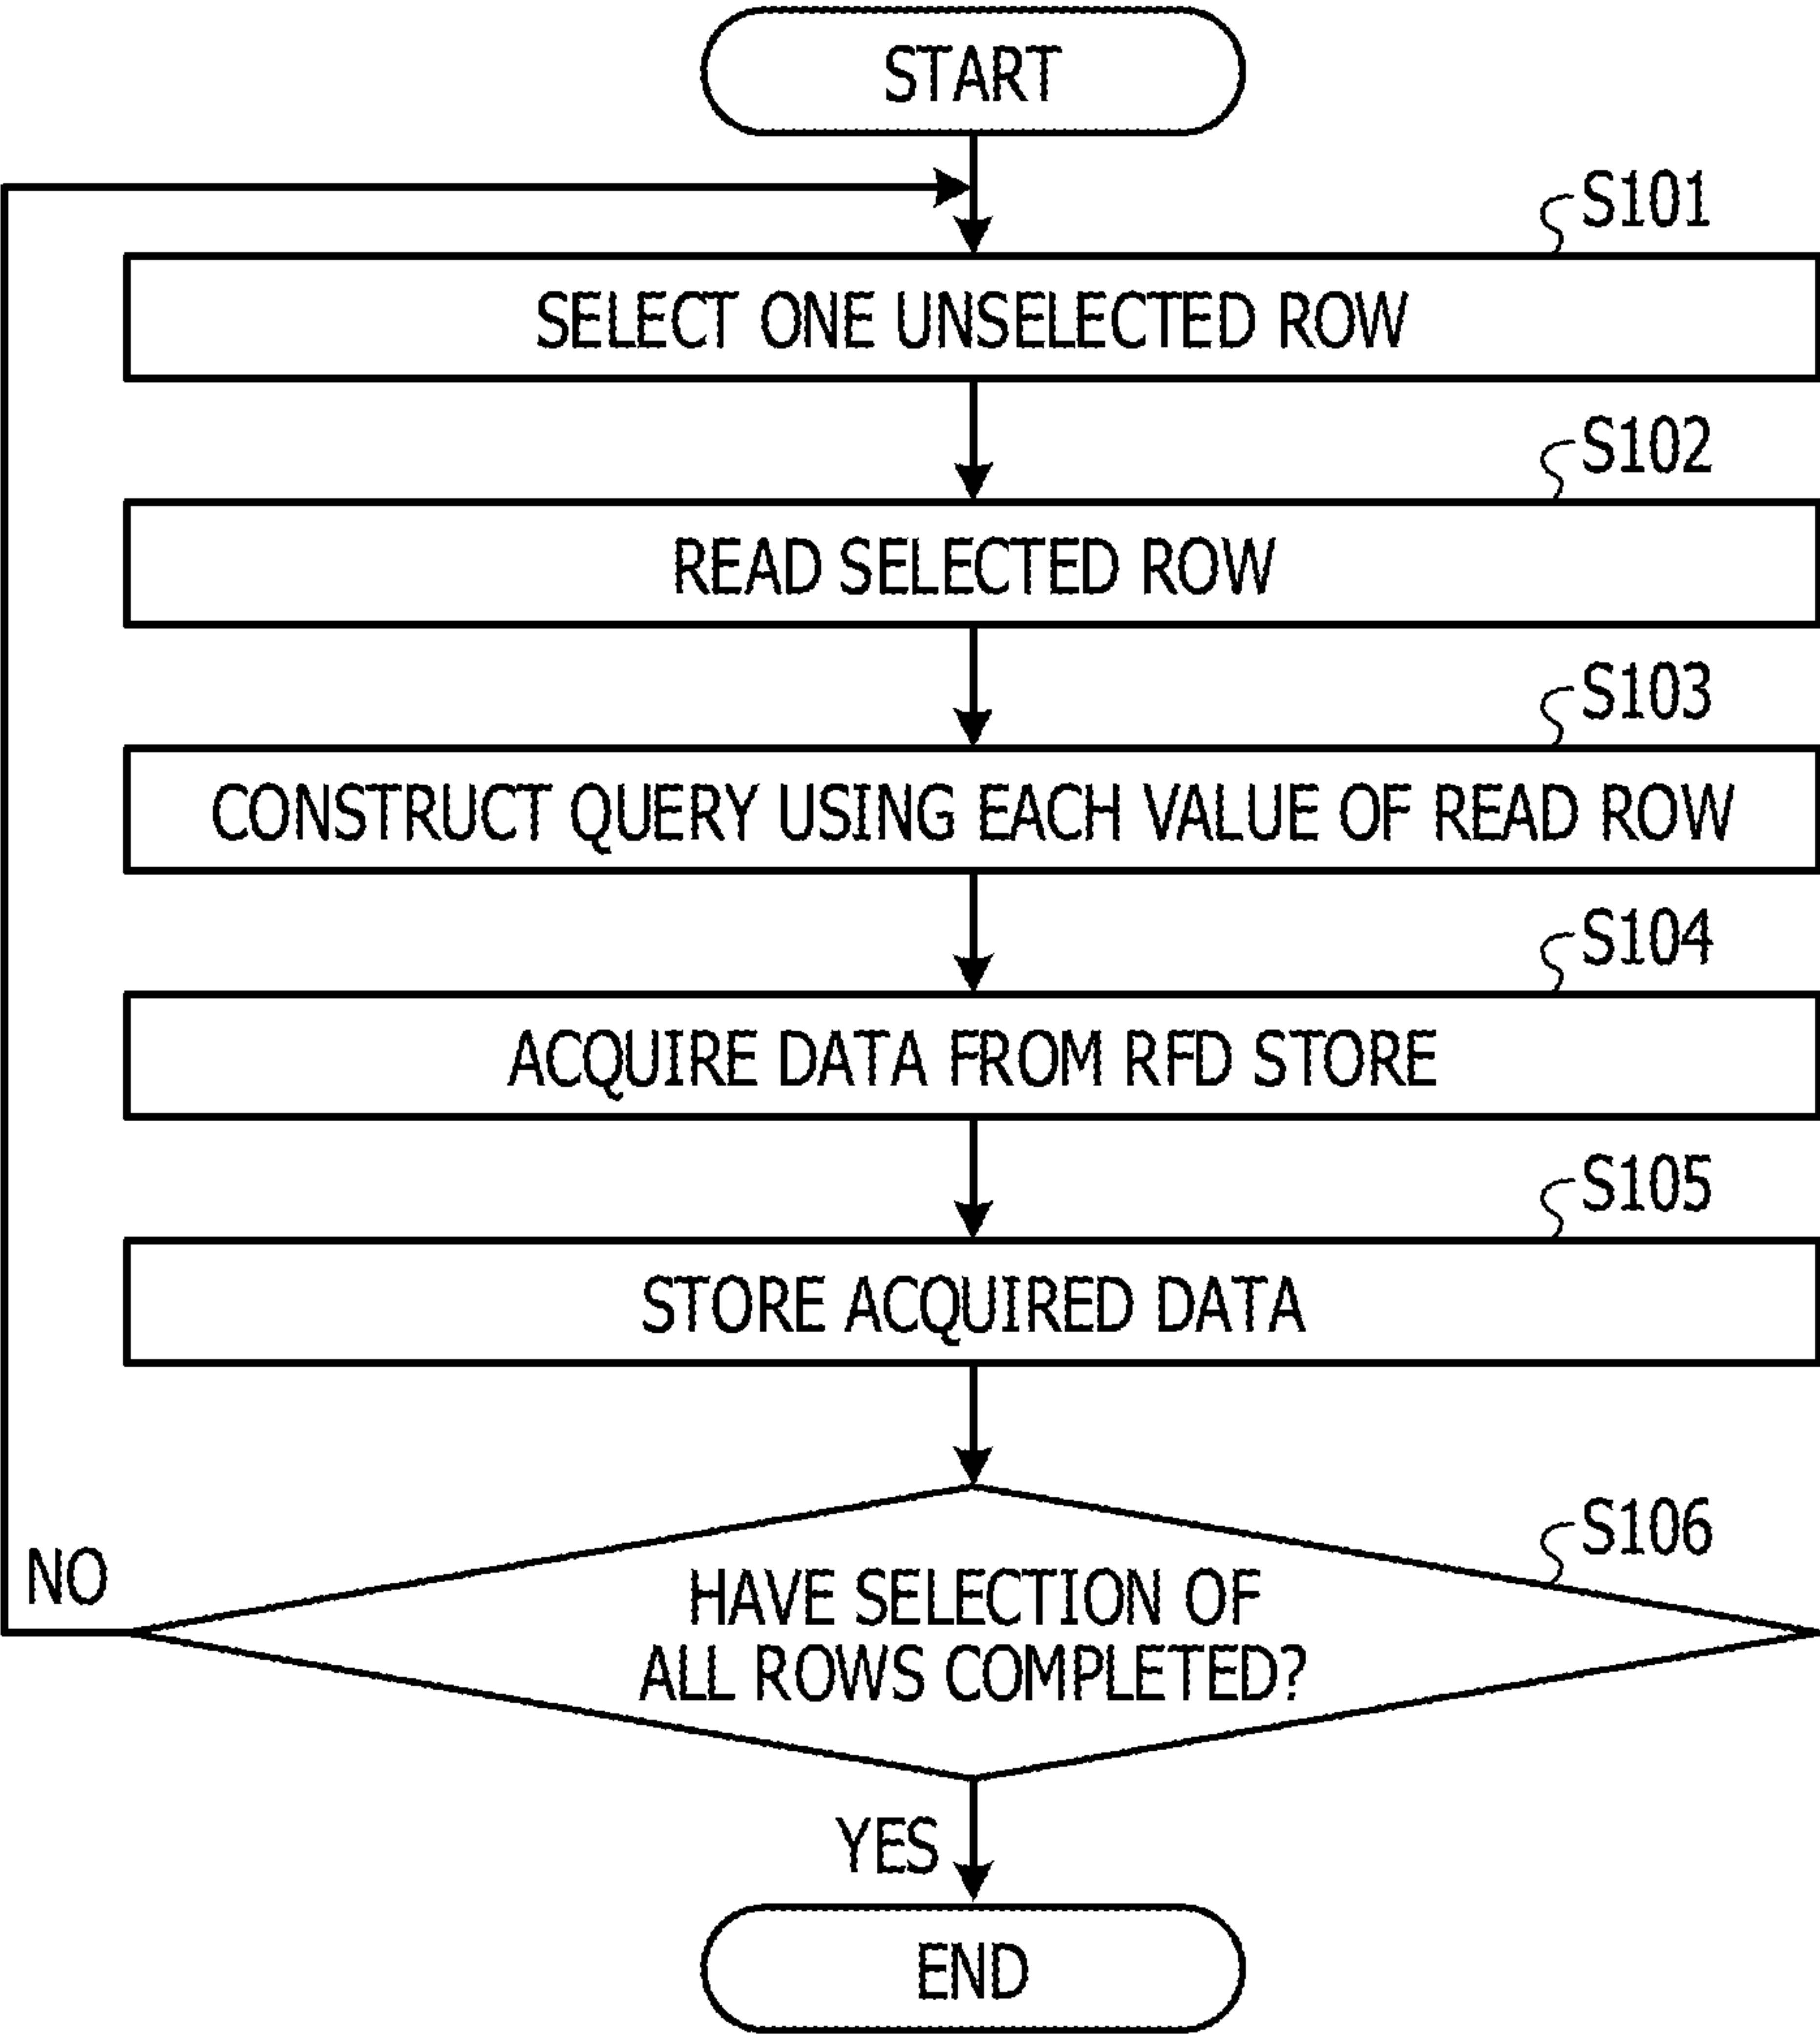 START
S101
SELECT ONE UNSELECTED ROW
S102
READ SELECTED ROW
S103
CONSTRUCT QUERY USING EACH VALUE OF READ ROW
S104
ACQUIRE DATA FROM RFD STORE
S105
STORE ACQUIRED DATA
S106
NO
HAVE SELECTION OF
ALL ROWS COMPLETED?
YES
END